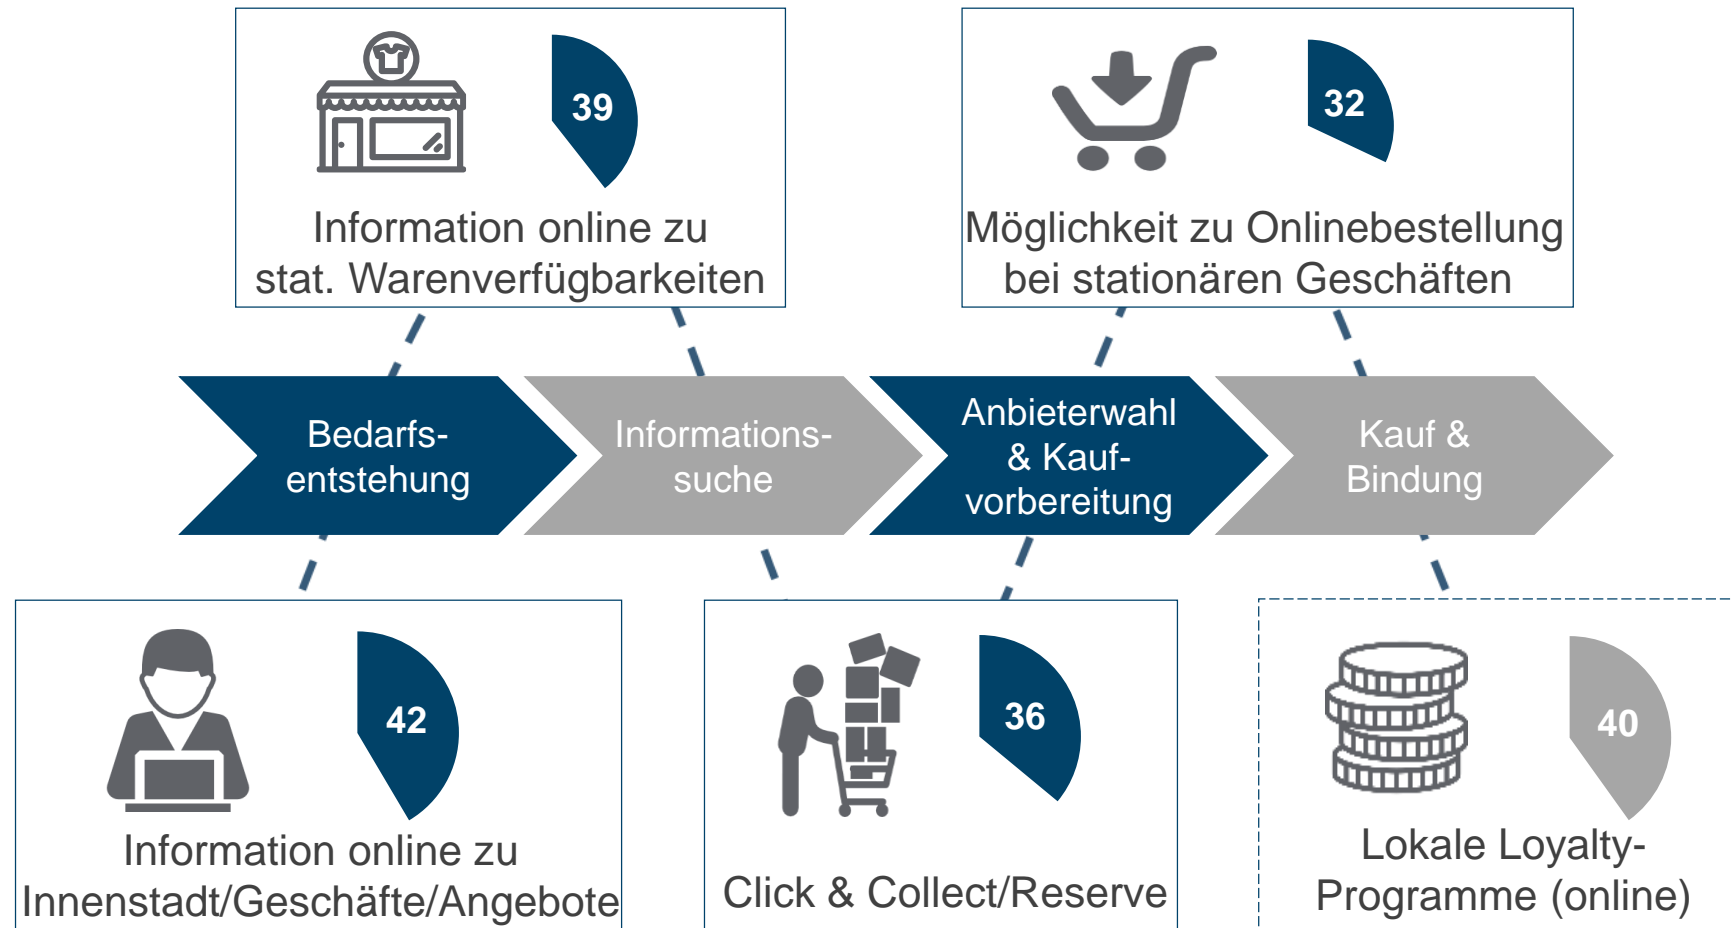 39
Information online zu
stat. Warenverfügbarkeiten
32
Möglichkeit zu Onlinebestellung
bei stationären Geschäften
Bedarfs-
entstehung
Informations-
suche
Anbieterwahl
& Kauf-
vorbereitung
Kauf &
Bindung
42
Information online zu
Innenstadt/Geschäfte/Angebote
36
Click & Collect/Reserve
40
Lokale Loyalty-
Programme (online)